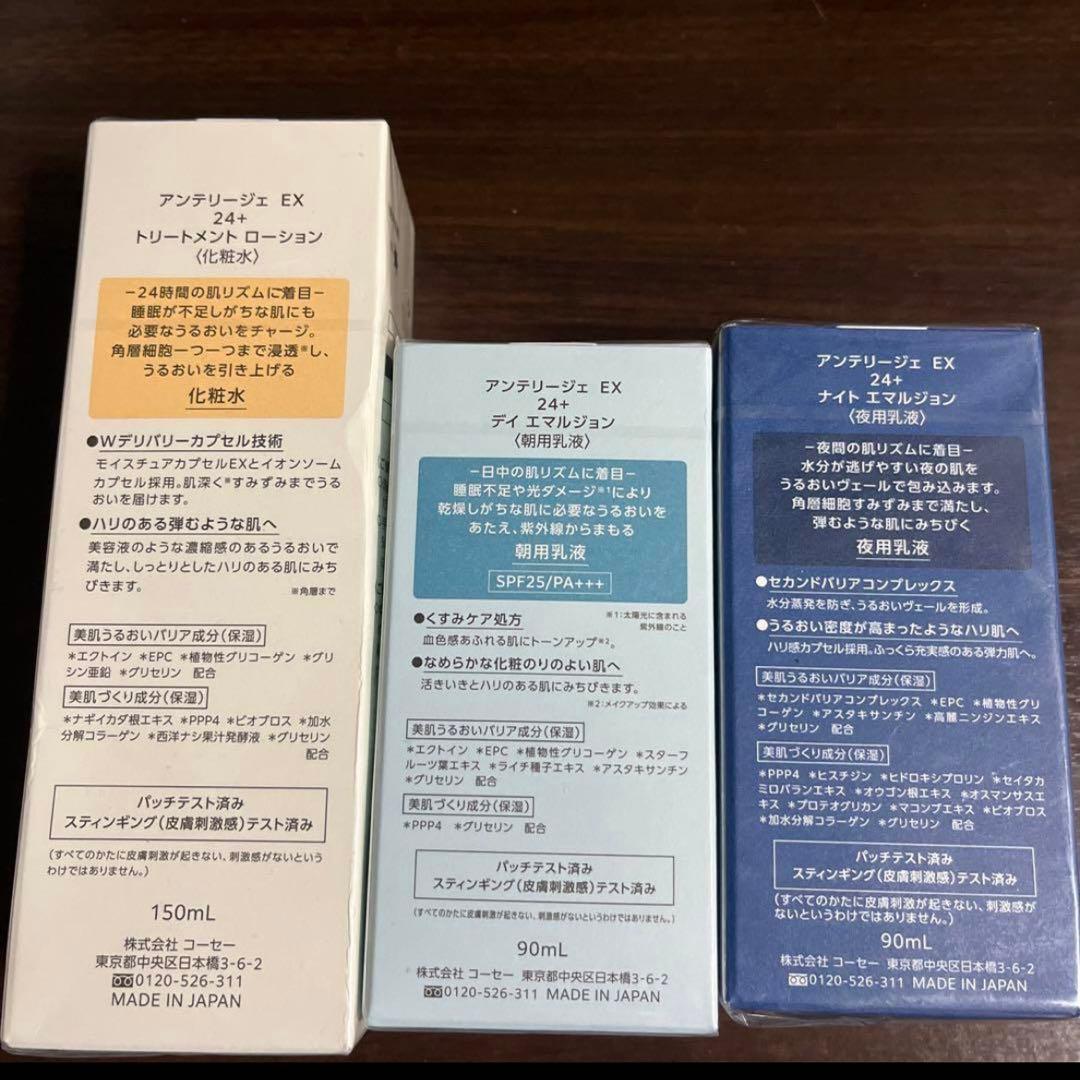 アンテリージェ EX
24+
トリートメント ローション
〈化粧水〉
－24時間の肌リズムに着目－
睡眠が不足しがちな肌にも
必要なうるおいをチャージ。
角層細胞一つ一つまで浸透※し、
うるおいを引き上げる
化粧水
●Wデリバリーカプセル技術
モイスチュアカプセルEXとイオンソーム
カプセル採用。肌深く※すみずみまでうる
おいを届けます。
●ハリのある弾むような肌へ
美容液のような濃縮感のあるうるおいで
満たし、しっとりとしたハリのある肌にみち
びきます。
※角層まで
美肌うるおいバリア成分(保湿)
＊エクトイン ＊EPC ＊植物性グリコーゲン ＊グリ
シン亜鉛 ＊グリセリン 配合
美肌づくり成分(保湿)
＊ナギイカダ根エキス ＊PPP4 ＊ビオプロス ＊加水
分解コラーゲン ＊西洋ナシ果汁発酵液 ＊グリセリン
配合
パッチテスト済み
スティンギング(皮膚刺激感)テスト済み
(すべてのかたに皮膚刺激が起きない、刺激感がないという
わけではありません。)
150mL
株式会社 コーセー
東京都中央区日本橋3-6-2
0120-526-311
MADE IN JAPAN
アンテリージェ EX
24+
デイ エマルジョン
〈朝用乳液〉
－日中の肌リズムに着目－
睡眠不足や光ダメージ※1により
乾燥しがちな肌に必要なうるおいを
あたえ、紫外線からまもる
朝用乳液
SPF25/PA+++
●くすみケア処方
※1:太陽光に含まれる
紫外線のこと
血色感あふれる肌にトーンアップ※2。
●なめらかな化粧のりのよい肌へ
活きいきとハリのある肌にみちびきます。
※2:メイクアップ効果による
美肌うるおいバリア成分(保湿)
＊エクトイン ＊EPC ＊植物性グリコーゲン ＊スターフ
ルーツ葉エキス ＊ライチ種子エキス ＊アスタキサンチン
＊グリセリン 配合
美肌づくり成分(保湿)
＊PPP4 ＊グリセリン 配合
パッチテスト済み
スティンギング(皮膚刺激感)テスト済み
(すべてのかたに皮膚刺激が起きない、刺激感がないというわけではありません。)
90mL
株式会社 コーセー 東京都中央区日本橋3-6-2
0120-526-311 MADE IN JAPAN
アンテリージェ EX
24+
ナイト エマルジョン
〈夜用乳液〉
－夜間の肌リズムに着目－
水分が逃げやすい夜の肌を
うるおいヴェールで包み込みます。
角層細胞すみずみまで満たし、
弾むような肌にみちびく
夜用乳液
●セカンドバリアコンプレックス
水分蒸発を防ぎ、うるおいヴェールを形成。
●うるおい密度が高まったようなハリ肌へ
ハリ感カプセル採用。ふっくら充実感のある弾力肌へ。
美肌うるおいバリア成分(保湿)
＊セカンドバリアコンプレックス ＊EPC ＊植物性グリ
コーゲン ＊アスタキサンチン ＊高麗ニンジンエキス
＊グリセリン 配合
美肌づくり成分(保湿)
＊PPP4 ＊ヒスチジン ＊ヒドロキシプロリン ＊セイタカ
ミロバランエキス ＊オウゴン根エキス ＊オスマンサスエ
キス ＊プロテオグリカン ＊マコンブエキス ＊ビオプロス
＊加水分解コラーゲン ＊グリセリン 配合
パッチテスト済み
スティンギング(皮膚刺激感)テスト済み
(すべてのかたに皮膚刺激が起きない、刺激感が
ないというわけではありません。)
90mL
株式会社 コーセー 東京都中央区日本橋3-6-2
0120-526-311 MADE IN JAPAN